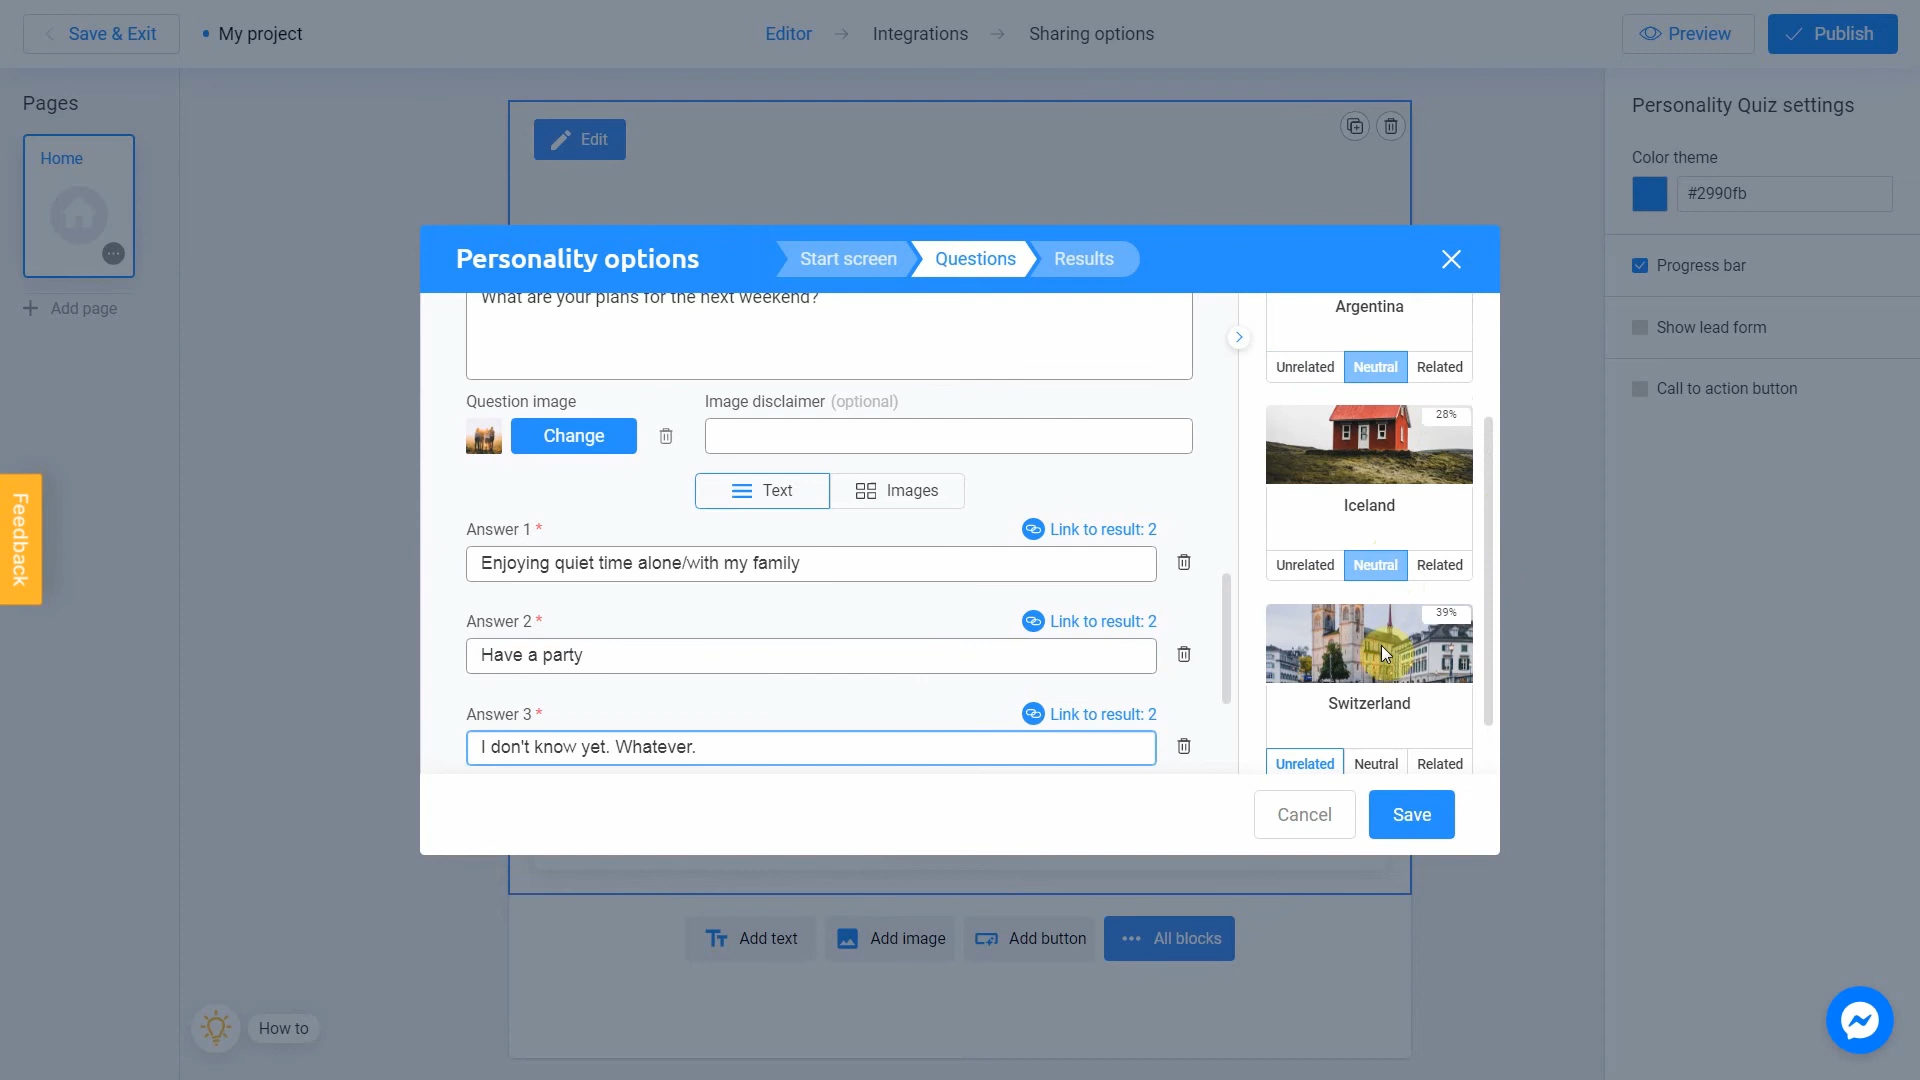 Save & Exit
My project
Editor
Integrations
Sharing options
Preview
Publish
Pages
Home
Add page
Edit
Personality Quiz settings
Color theme
#2990fb
Progress bar
Show lead form
Call to action button
Feedback
Personality options
Start screen
Questions
Results
What are your plans for the next weekend?
Question image
Change
Image disclaimer (optional)
Text
Images
Answer 1 *
Link to result: 2
Enjoying quiet time alone/with my family
Answer 2 *
Link to result: 2
Have a party
Answer 3 *
Link to result: 2
I don't know yet. Whatever.
Argentina
Unrelated
Neutral
Related
28%
Iceland
Unrelated
Neutral
Related
39%
Switzerland
Unrelated
Neutral
Related
Cancel
Save
Add text
Add image
Add button
All blocks
How to